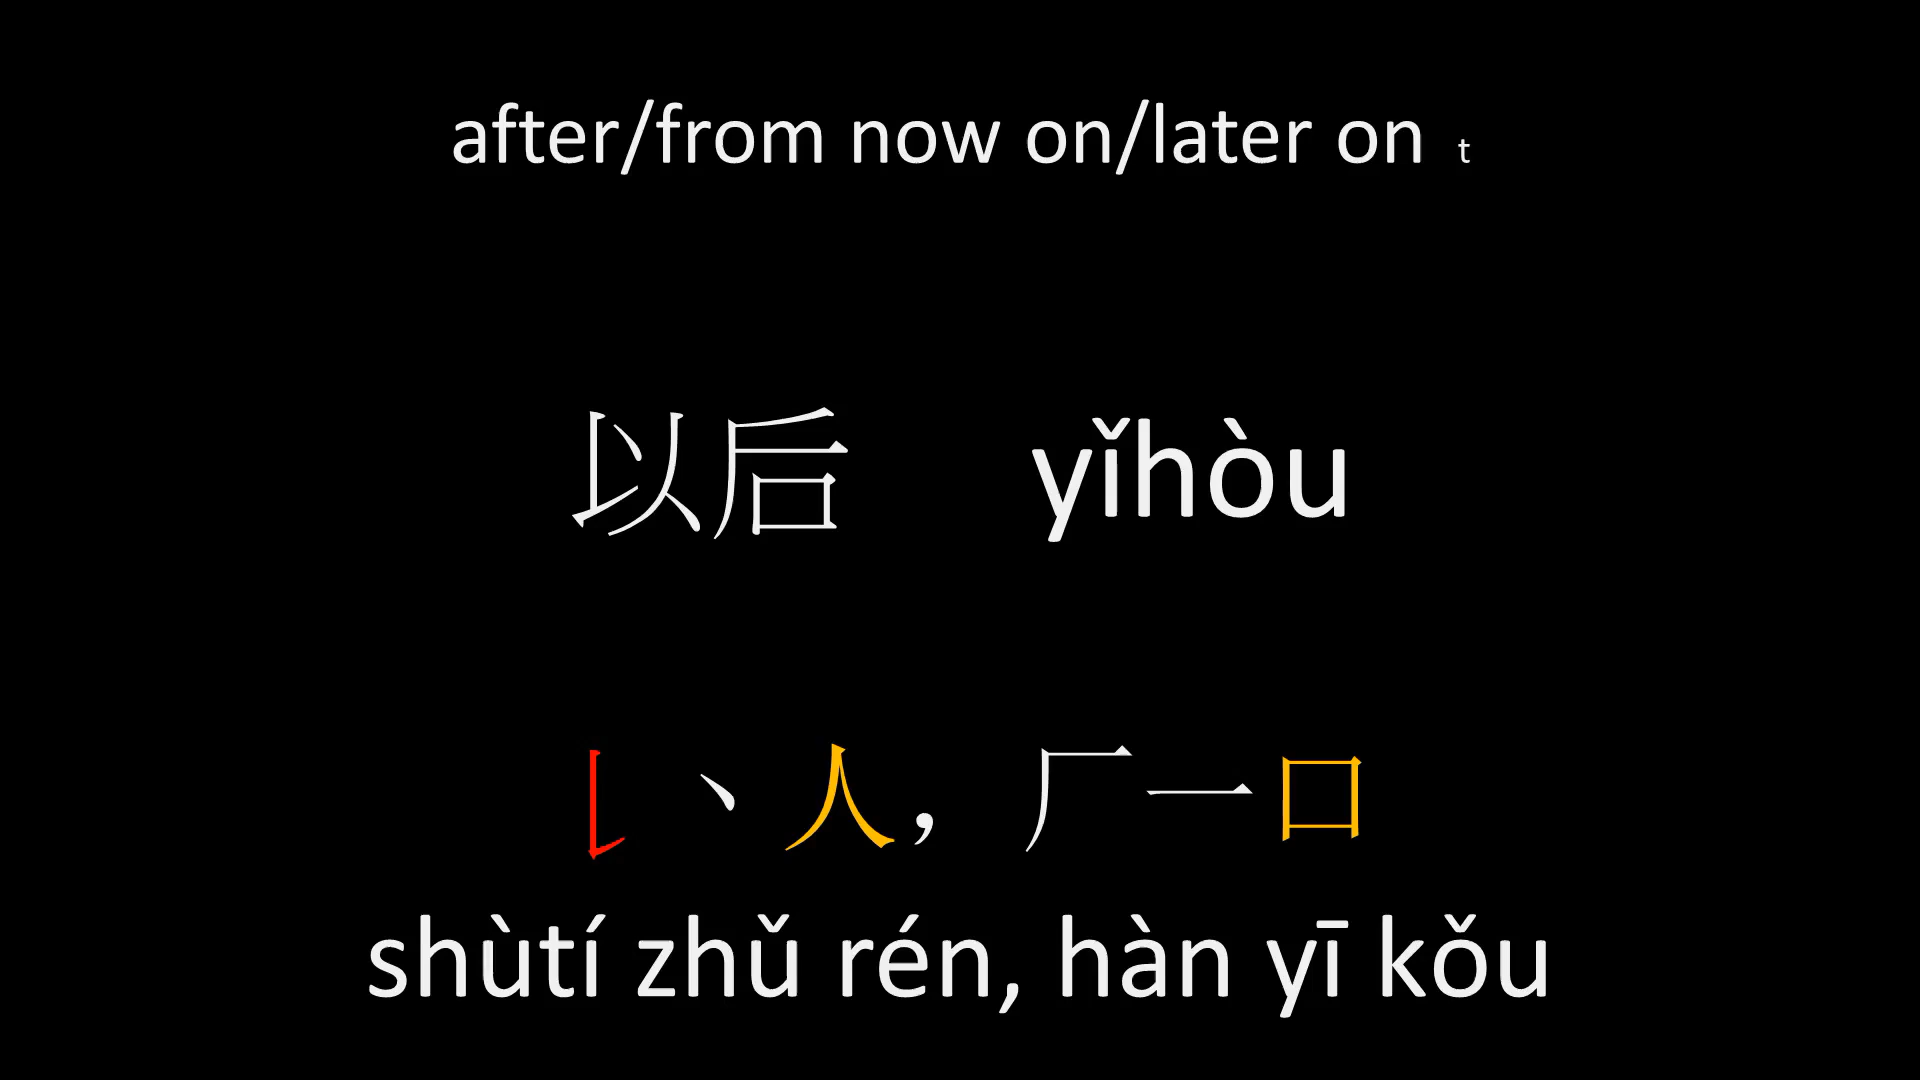 after/from now on/later on t
以后 yǐhòu
𠄌丶人，厂一口
shùtí zhǔ rén, hàn yī kǒu